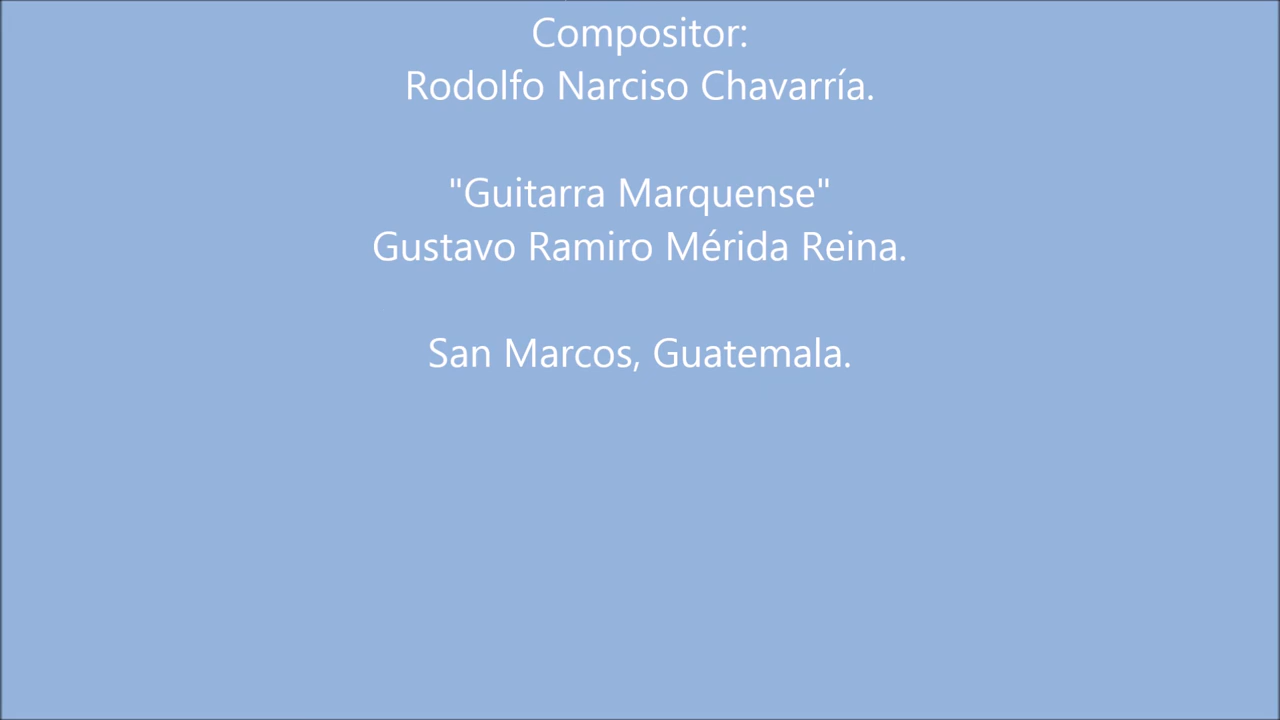 Compositor:
Rodolfo Narciso Chavarría.
"Guitarra Marquense"
Gustavo Ramiro Mérida Reina.
San Marcos, Guatemala.